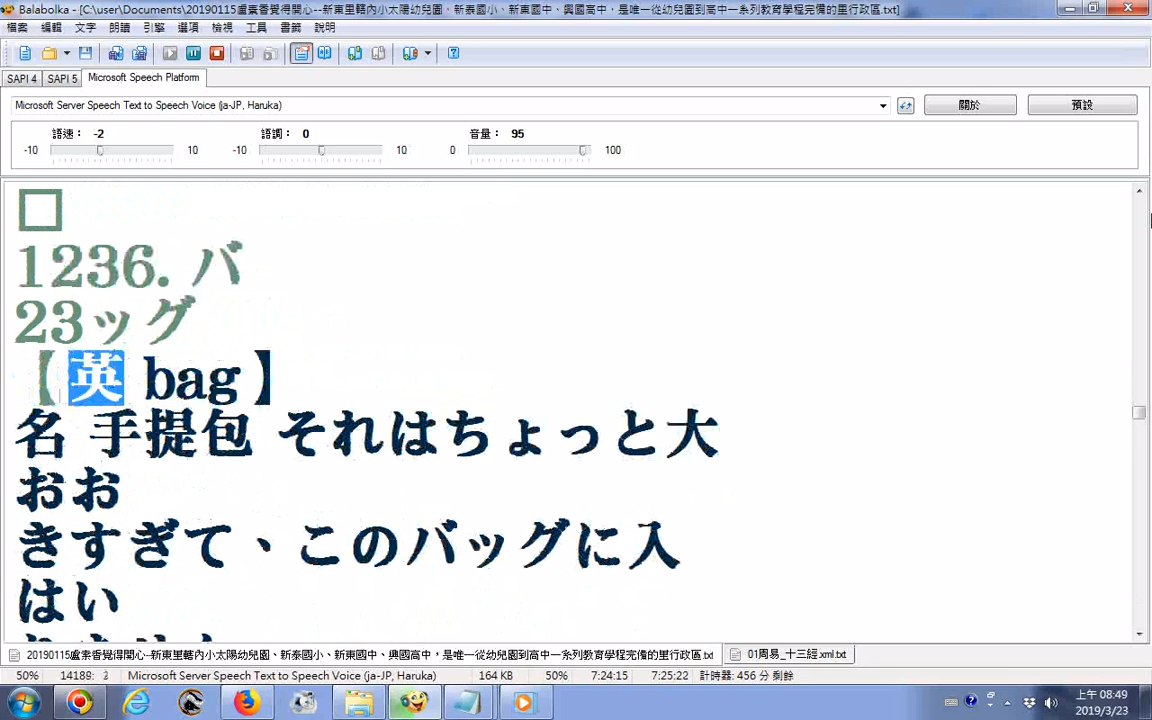 Balabolka - [C:\user\Documents\20190115盧素香覺得開心--新東里轄內小太陽幼兒園、新泰國小、新東國中、興國高中，是唯一從幼兒園到高中一系列教育學程完備的里行政區.txt]
檔案 編輯 文字 朗讀 引擎 選項 檢視 工具 書籤 說明
SAPI 4 SAPI 5 Microsoft Speech Platform
Microsoft Server Speech Text to Speech Voice (ja-JP, Haruka) 關於 預設
語速： -2 語調： 0 音量： 95
-10 10 -10 10 0 100
□
1236. バ
23ッグ
【英 bag】
名 手提包 それはちょっと大
おお
きすぎて、このバッグに入
はい
20190115盧素香覺得開心--新東里轄內小太陽幼兒園、新泰國小、新東國中、興國高中，是唯一從幼兒園到高中一系列教育學程完備的里行政區.txt 01周易_十三經.xml.txt
50% 14189: 2 Microsoft Server Speech Text to Speech Voice (ja-JP, Haruka) 164 KB 50% 7:24:15 7:25:22 計時器: 456 分 剩餘
上午 08:49
2019/3/23